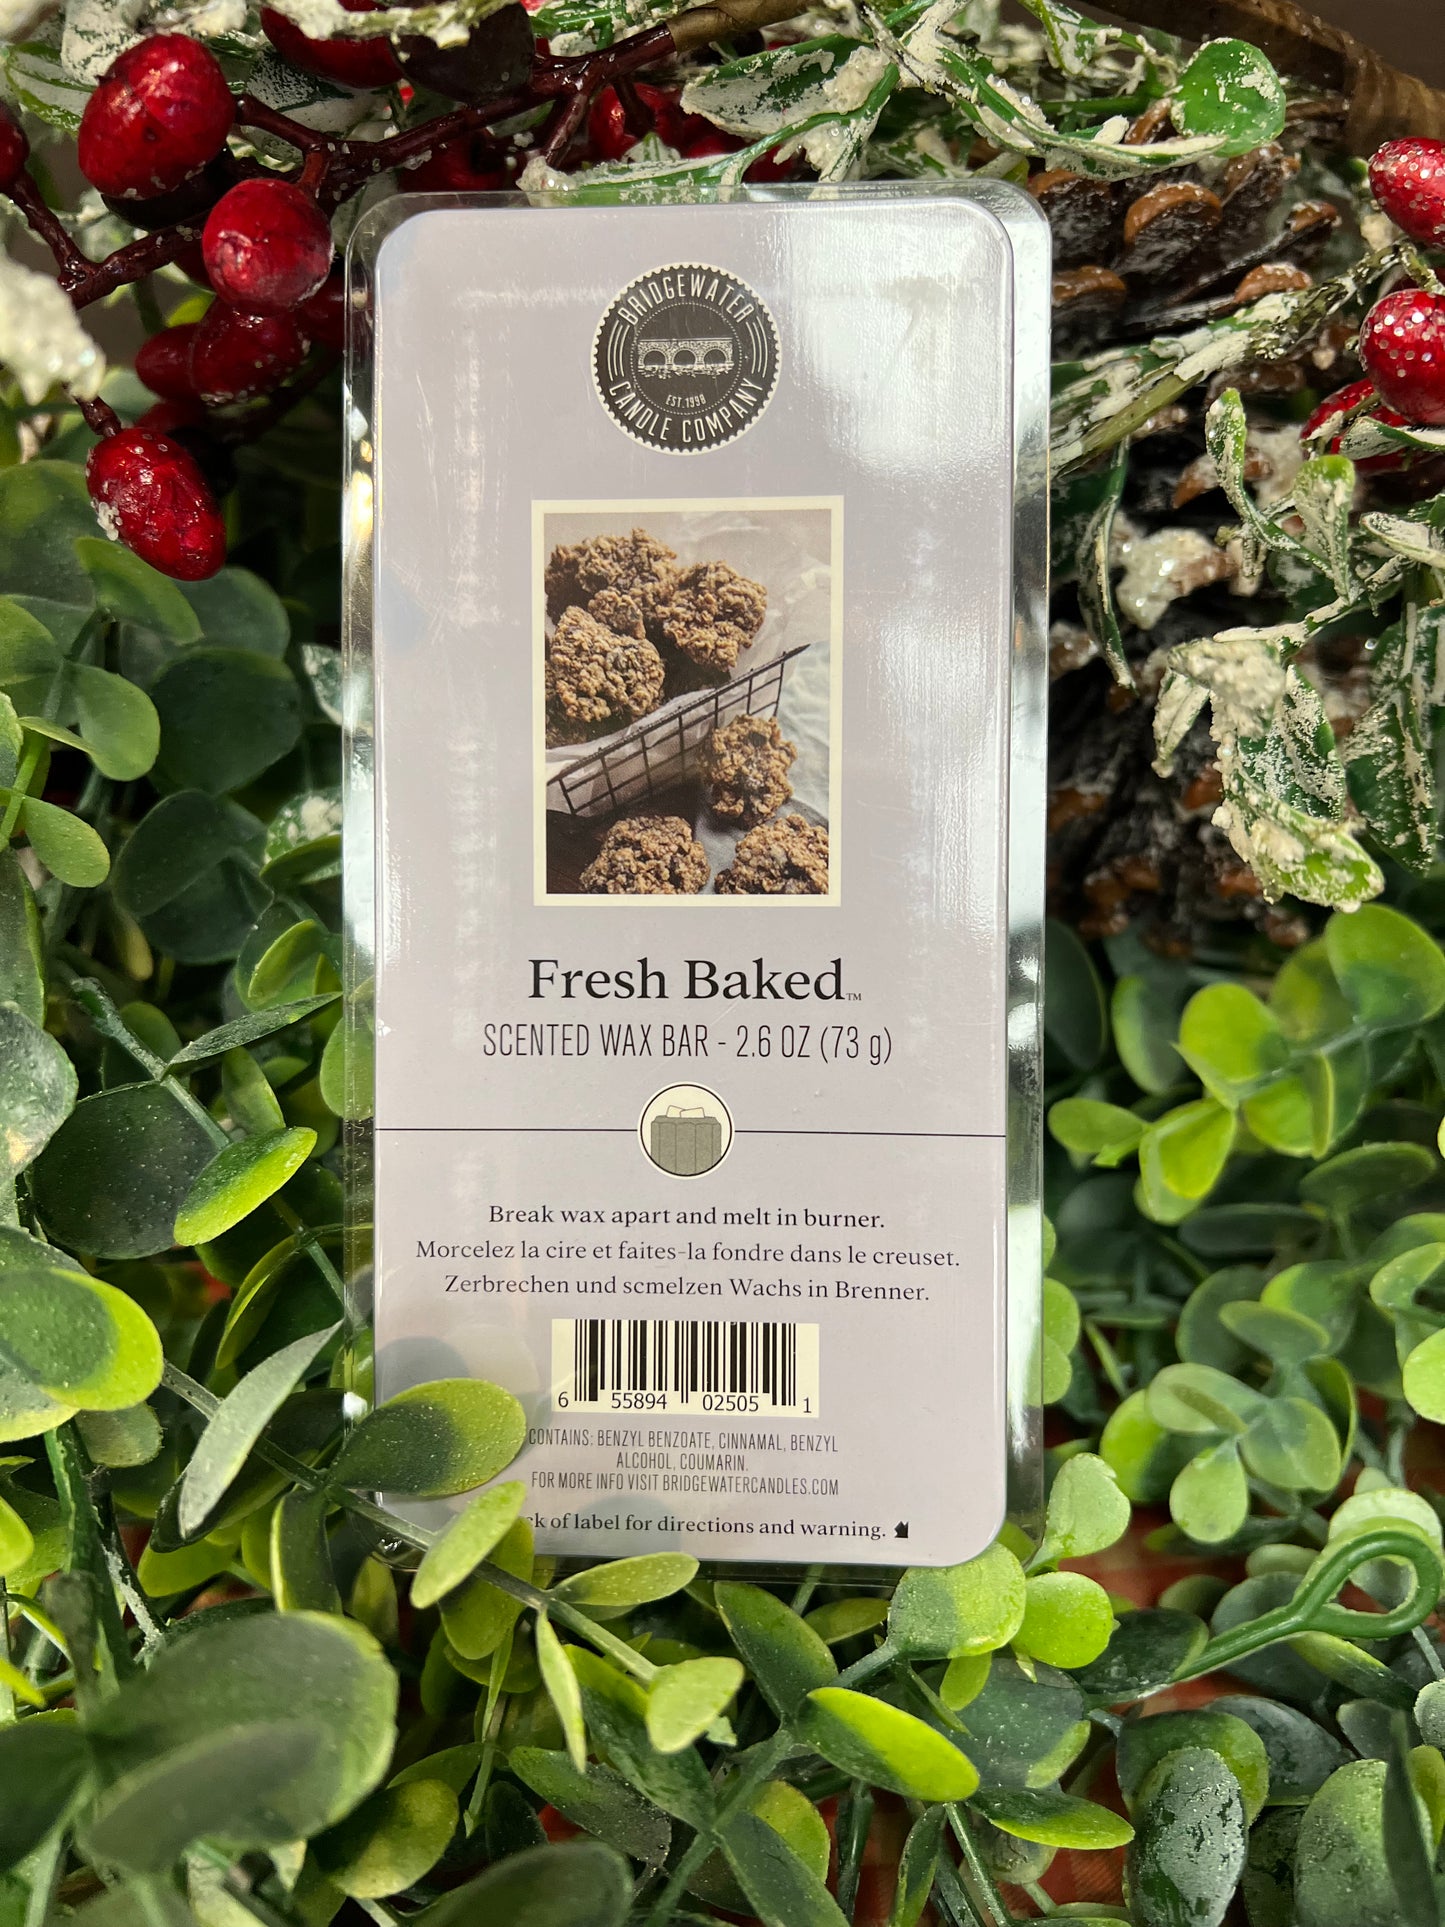 BRIDGEWATER
EST. 1998
CANDLE COMPANY
Fresh Baked™
SCENTED WAX BAR - 2.6 OZ (73 g)
Break wax apart and melt in burner.
Morcelez la cire et faites-la fondre dans le creuset.
Zerbrechen und scmelzen Wachs in Brenner.
6 55894 02505 1
CONTAINS: BENZYL BENZOATE, CINNAMAL, BENZYL
ALCOHOL, COUMARIN.
FOR MORE INFO VISIT BRIDGEWATERCANDLES.COM
of label for directions and warning.